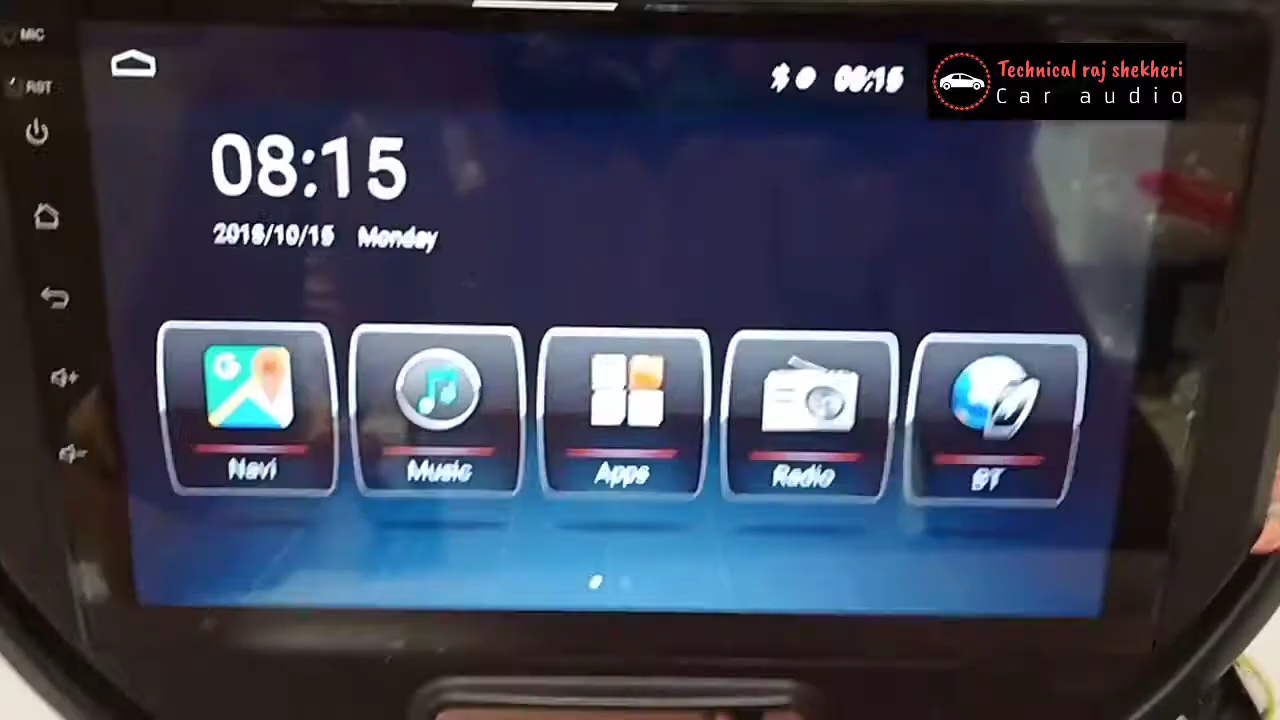 MIC
RST
08:15
Technical raj shekheri
Car audio
08:15
2018/10/15 Monday
Navi
Music
Apps
Radio
BT